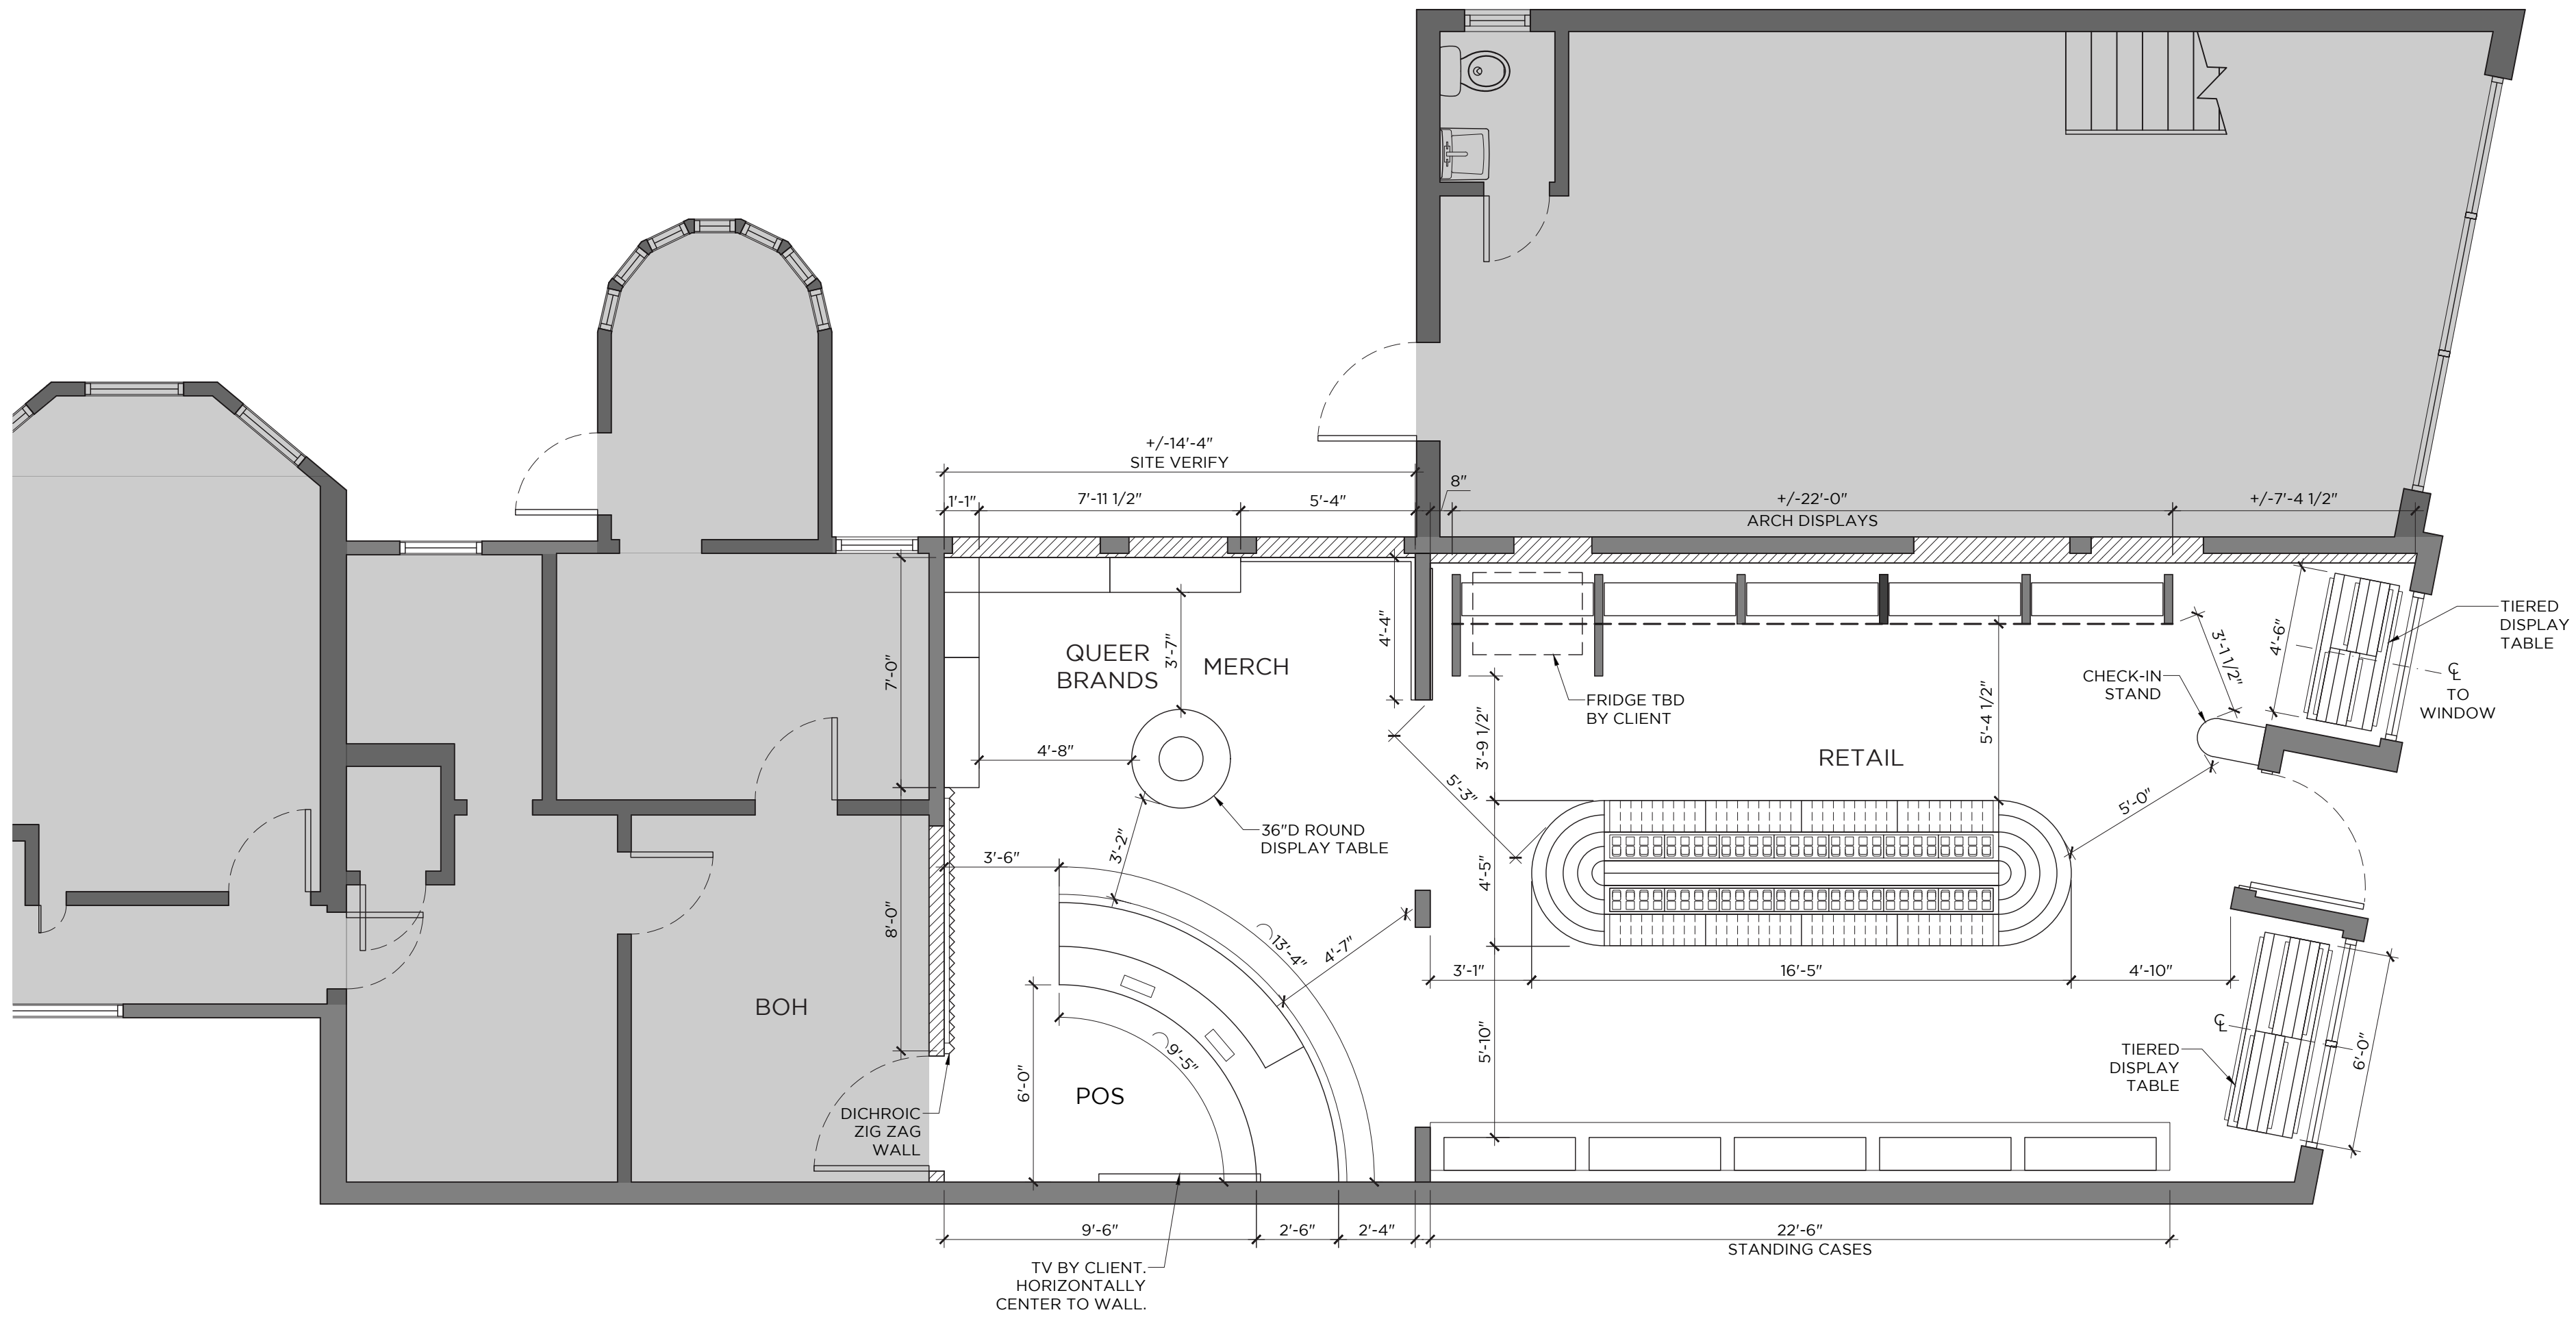 +/-14'-4"
SITE VERIFY
1'-1"
7'-11 1/2"
5'-4"
8"
+/-22'-0"
ARCH DISPLAYS
+/-7'-4 1/2"
7'-0"
QUEER
BRANDS
3'-7"
MERCH
4'-4"
FRIDGE TBD
BY CLIENT
3'-9 1/2"
5'-4 1/2"
RETAIL
CHECK-IN
STAND
3'-1 1/2"
4'-6"
TIERED
DISPLAY
TABLE
℄
TO
WINDOW
4'-8"
5'-3"
5'-0"
3'-2"
36"D ROUND
DISPLAY TABLE
3'-6"
4'-5"
8'-0"
13'-4"
4'-7"
3'-1"
16'-5"
4'-10"
BOH
9'-5"
6'-0"
POS
5'-10"
℄
6'-0"
TIERED
DISPLAY
TABLE
DICHROIC
ZIG ZAG
WALL
9'-6"
2'-6"
2'-4"
22'-6"
STANDING CASES
TV BY CLIENT.
HORIZONTALLY
CENTER TO WALL.